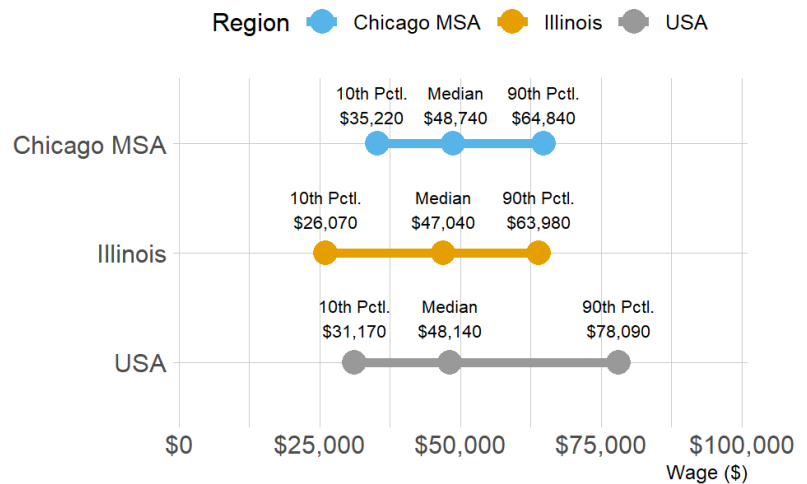 Region Chicago MSA Illinois USA
10th Pctl. Median 90th Pctl.
$35,220 $48,740 $64,840
Chicago MSA
10th Pctl. Median 90th Pctl.
$26,070 $47,040 $63,980
Illinois
10th Pctl. Median 90th Pctl.
$31,170 $48,140 $78,090
USA
$0 $25,000 $50,000 $75,000 $100,000
Wage ($)